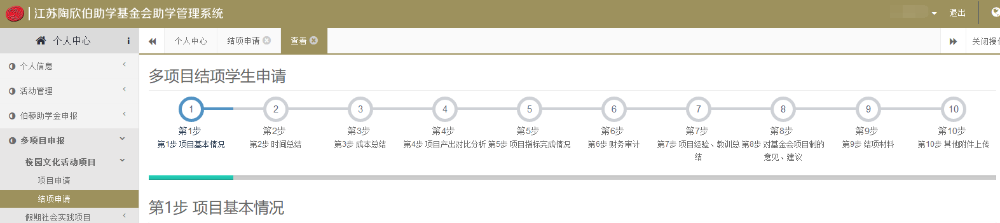 江苏陶欣伯助学基金会助学管理系统
退出
个人中心
个人中心
结项申请
查看
关闭操
个人信息
活动管理
伯藜助学金申报
多项目申报
校园文化活动项目
项目申请
结项申请
假期社会实践项目
多项目结项学生申请
1
2
3
4
5
6
7
8
9
10
第1步
第2步
第3步
第4步
第5步
第6步
第7步
第8步
第9步
第10步
第1步 项目基本情况
第2步 时间总结
第3步 成本总结
第4步 项目产出对比分析
第5步 项目指标完成情况
第6步 财务审计
第7步 项目经验、教训总
结
第8步 对基金会项目制的
意见、建议
第9步 结项材料
第10步 其他附件上传
第1步 项目基本情况